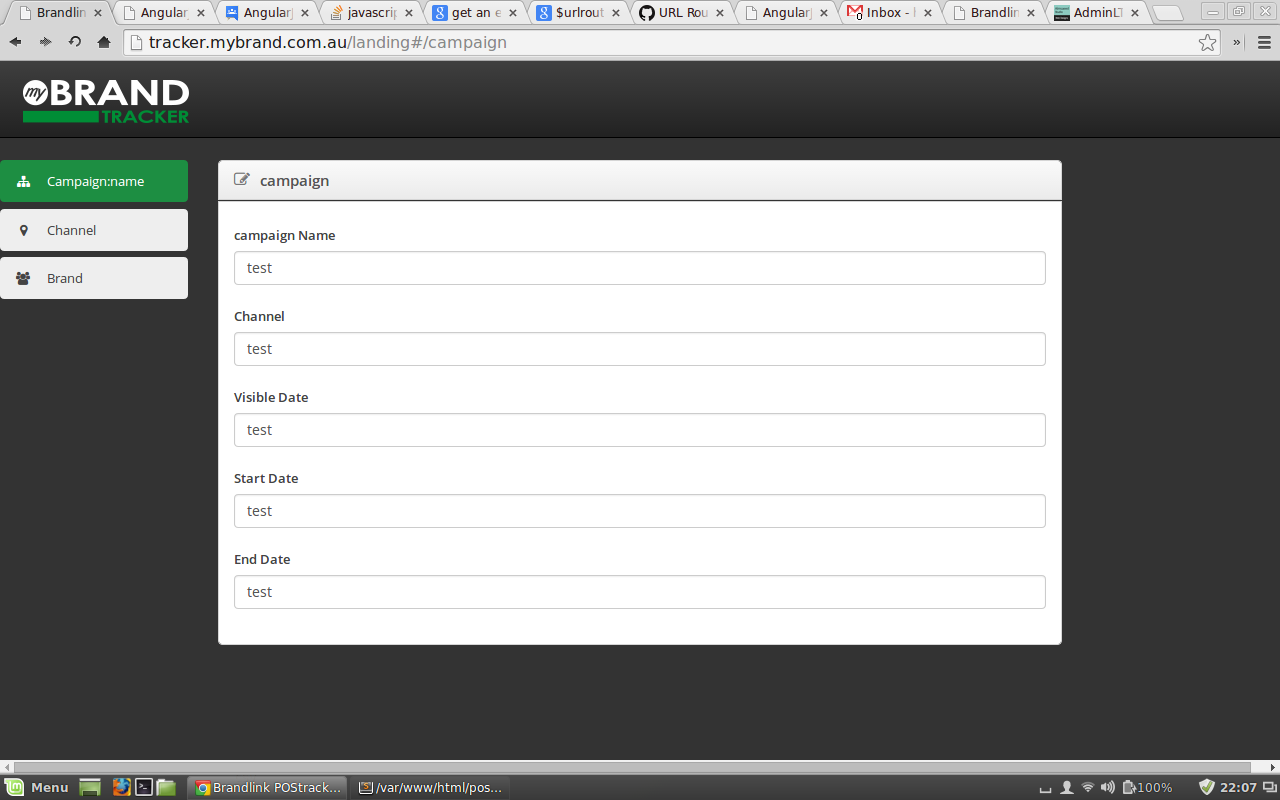 Brandlin
Angular
Angular
javascrip
get an e
$urlrout
URL Rou
Angular
Inbox - I
Brandlin
AdminLT
tracker.mybrand.com.au/landing#/campaign
my BRAND
TRACKER
Campaign:name
Channel
Brand
campaign
campaign Name
test
Channel
test
Visible Date
test
Start Date
test
End Date
test
Menu
Brandlink POStrack...
/var/www/html/pos...
100%
22:07